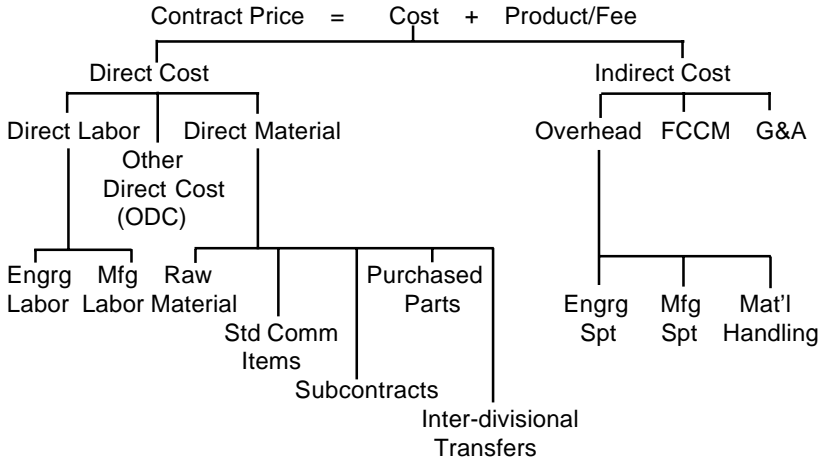 Contract Price = Cost + Product/Fee
Direct Cost
Indirect Cost
Direct Labor
Other
Direct Cost
(ODC)
Direct Material
Overhead
FCCM
G&A
Engrg
Labor
Mfg
Labor
Raw
Material
Std Comm
Items
Subcontracts
Purchased
Parts
Inter-divisional
Transfers
Engrg
Spt
Mfg
Spt
Mat'l
Handling